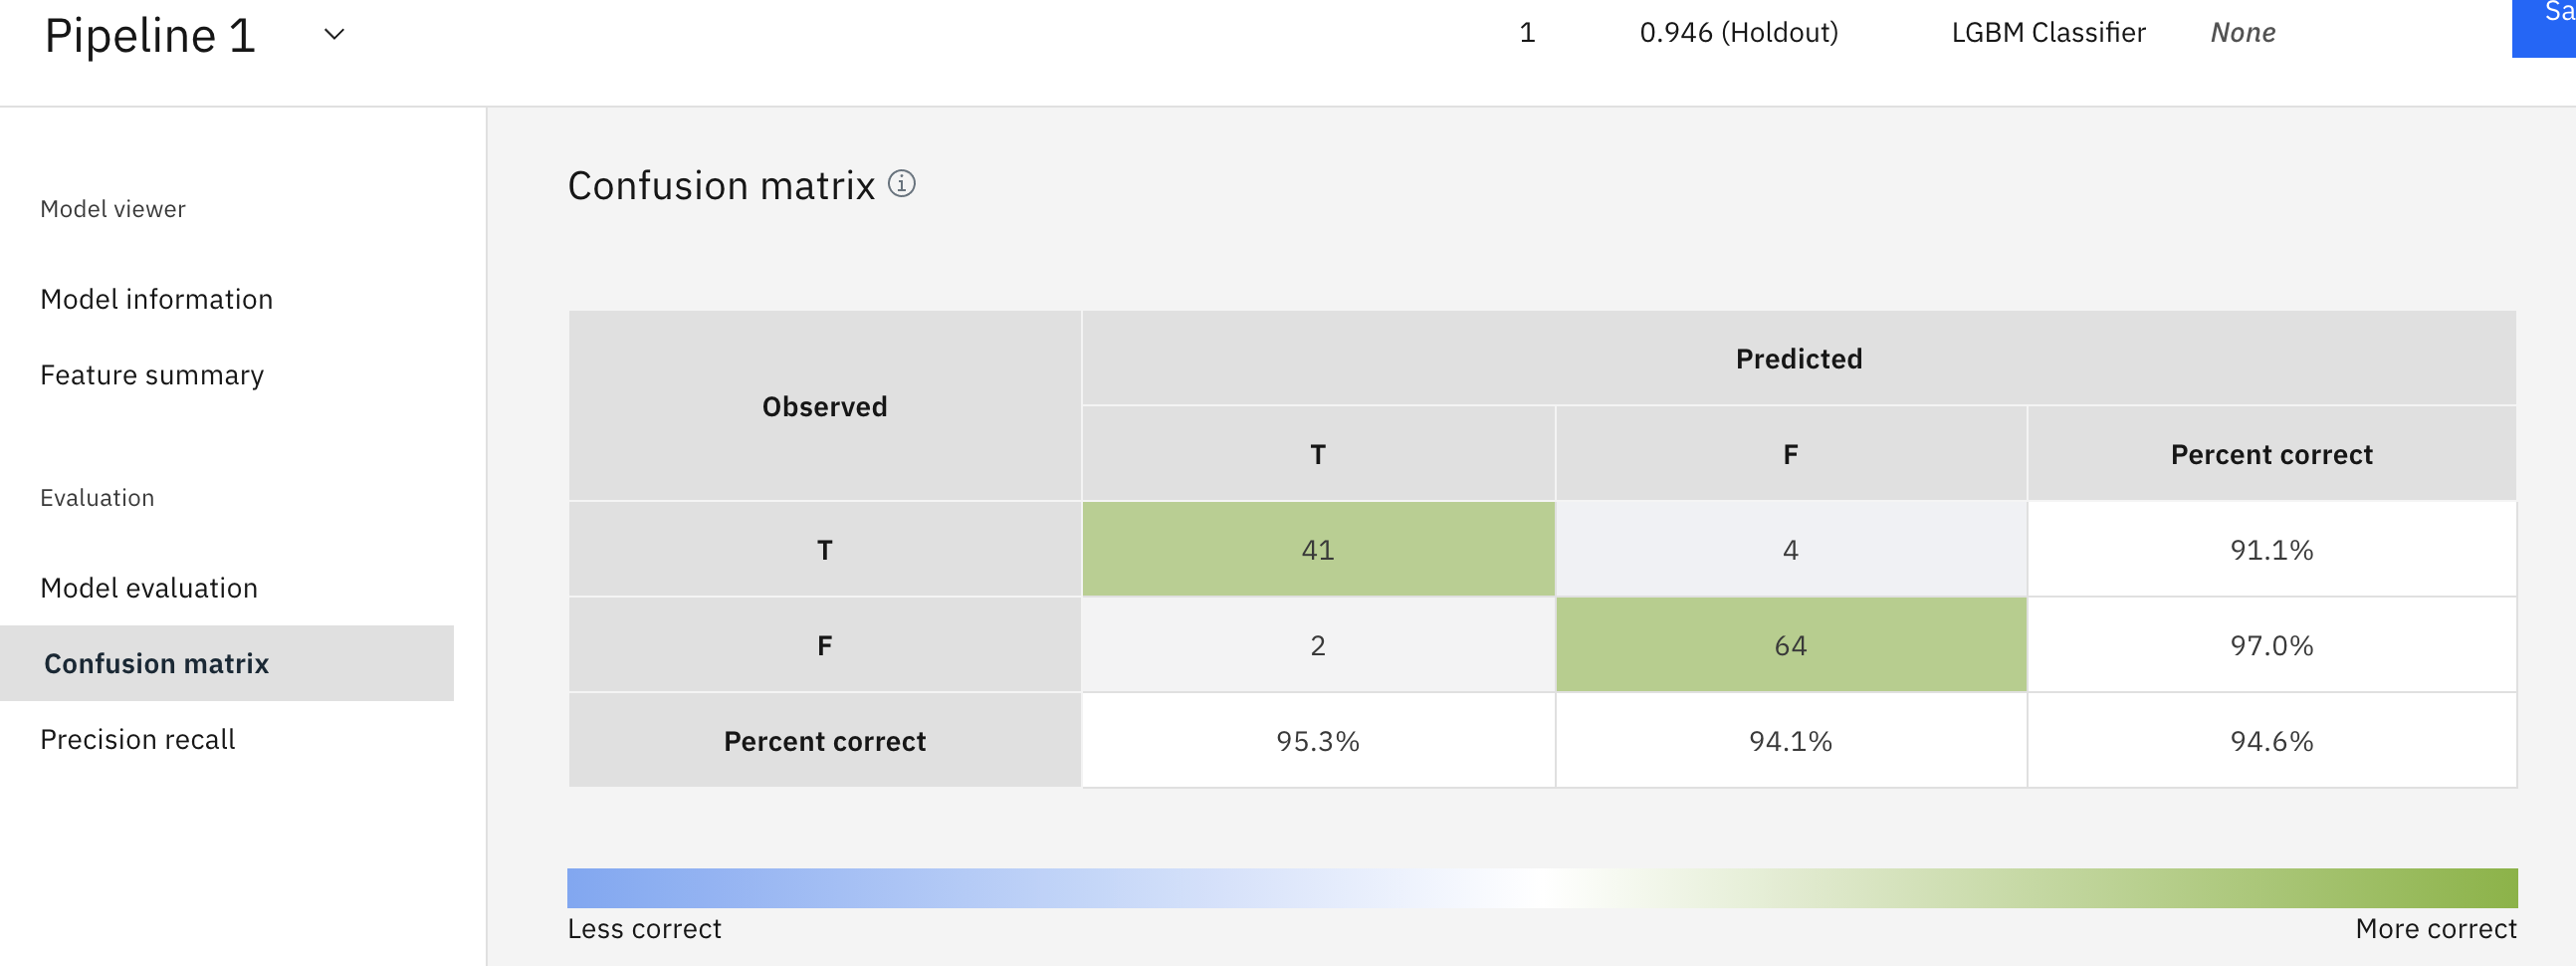 Pipeline 1
1 0.946 (Holdout) LGBM Classifier None
Model viewer
Model information
Feature summary
Evaluation
Model evaluation
Confusion matrix
Precision recall
Confusion matrix
Observed Predicted
T F Percent correct
T 41 4 91.1%
F 2 64 97.0%
Percent correct 95.3% 94.1% 94.6%
Less correct More correct